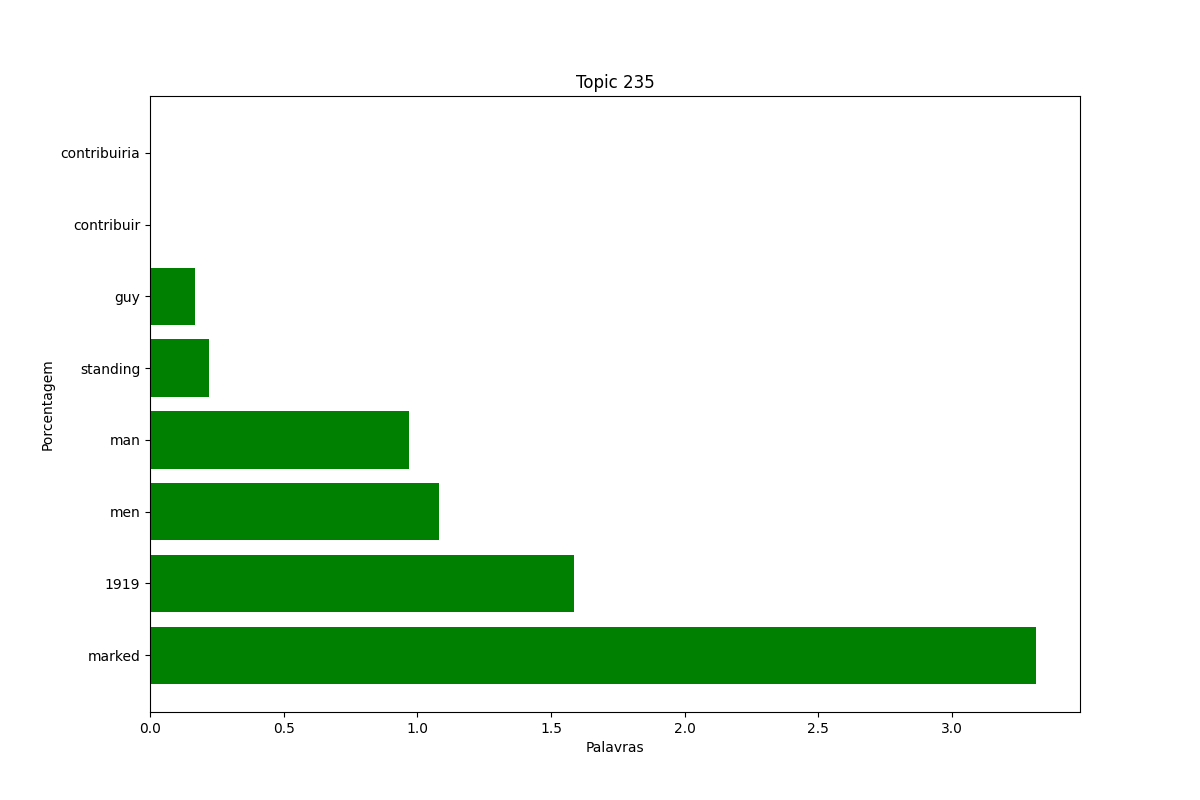 Topic 235
contribuiria
contribuir
guy
standing
man
men
1919
marked
Porcentagem
0.0 0.5 1.0 1.5 2.0 2.5 3.0
Palavras